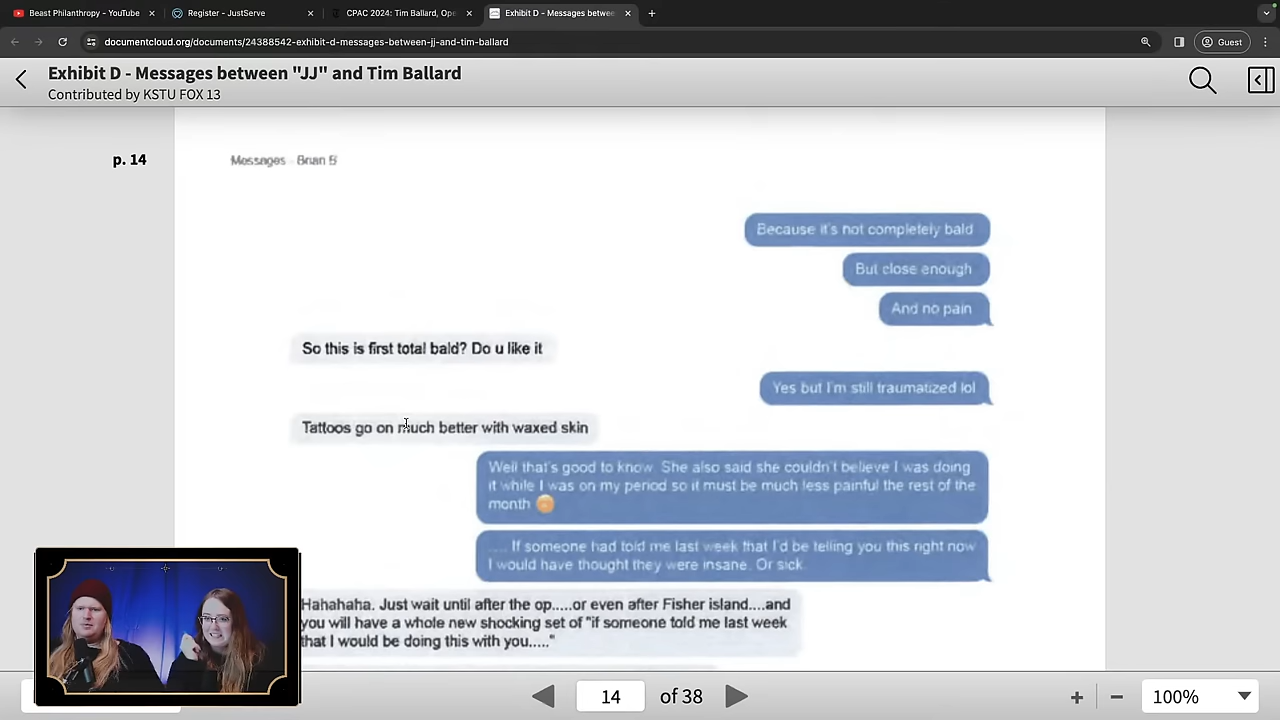 Beast Philanthropy - YouTube
Register - JustServe
CPAC 2024: Tim Ballard, Ope
Exhibit D - Messages betwee
documentcloud.org/documents/24388542-exhibit-d-messages-between-jj-and-tim-ballard
Guest
Exhibit D - Messages between "JJ" and Tim Ballard
Contributed by KSTU FOX 13
p. 14
Messages - Brian B
Because it's not completely bald
But close enough
And no pain
So this is first total bald? Do u like it
Yes but I'm still traumatized lol
Tattoos go on much better with waxed skin
Well that's good to know. She also said she couldn't believe I was doing
it while I was on my period so it must be much less painful the rest of the
month
.... If someone had told me last week that I'd be telling you this right now
I would have thought they were insane. Or sick.
Hahahaha. Just wait until after the op.....or even after Fisher island....and
you will have a whole new shocking set of "if someone told me last week
that I would be doing this with you....."
14 of 38
100%